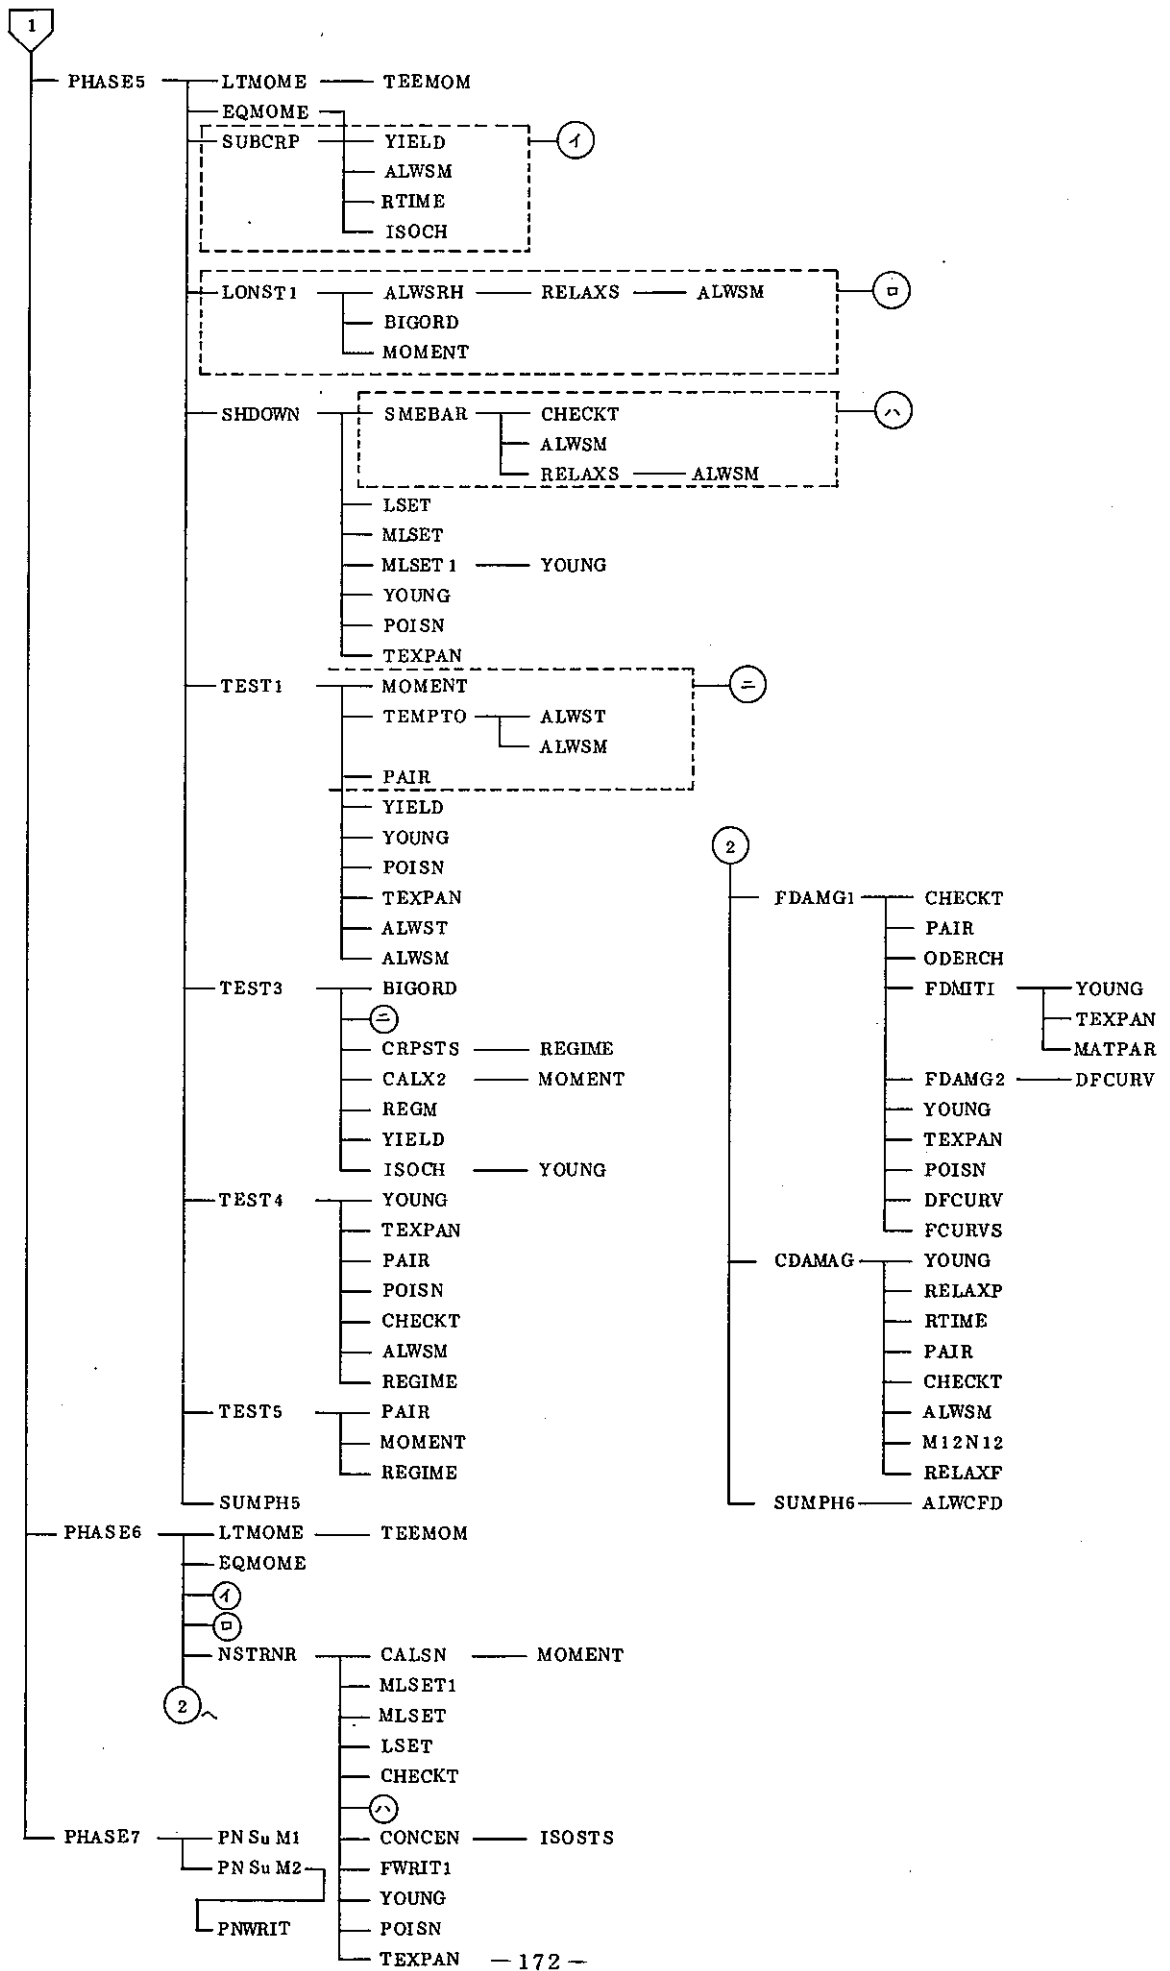 1
PHASE5 LTMOME TEEMOM
EQMOME
SUBCRP YIELD イ
ALWSM
RTIME
ISOCH
LONST1 ALWSRH RELAXS ALWSM ロ
BIGORD
MOMENT
SHDOWN SMEBAR CHECKT ハ
ALWSM
RELAXS ALWSM
LSET
MLSET
MLSET1 YOUNG
YOUNG
POISN
TEXPAN
TEST1 MOMENT ニ
TEMPTO ALWST
ALWSM
PAIR
YIELD
YOUNG
POISN
TEXPAN
ALWST
ALWSM
TEST3 BIGORD
ニ
CRPSTS REGIME
CALX2 MOMENT
REGM
YIELD
ISOCH YOUNG
TEST4 YOUNG
TEXPAN
PAIR
POISN
CHECKT
ALWSM
REGIME
TEST5 PAIR
MOMENT
REGIME
SUMPH5
PHASE6 LTMOME TEEMOM
EQMOME
イ
ロ
NSTRNR CALSN MOMENT
2
MLSET1
MLSET
LSET
CHECKT
ハ
CONCEN ISOSTS
FWRIT1
YOUNG
POISN
TEXPAN
PHASE7 PNSuM1
PNSuM2
PNWRIT
2
FDAMG1 CHECKT
PAIR
ODERCH
FDMITI YOUNG
TEXPAN
MATPAR
FDAMG2 DFCURV
YOUNG
TEXPAN
POISN
DFCURV
FCURVS
CDAMAG YOUNG
RELAXP
RTIME
PAIR
CHECKT
ALWSM
M12N12
RELAXF
SUMPH6 ALWCFD
—172—